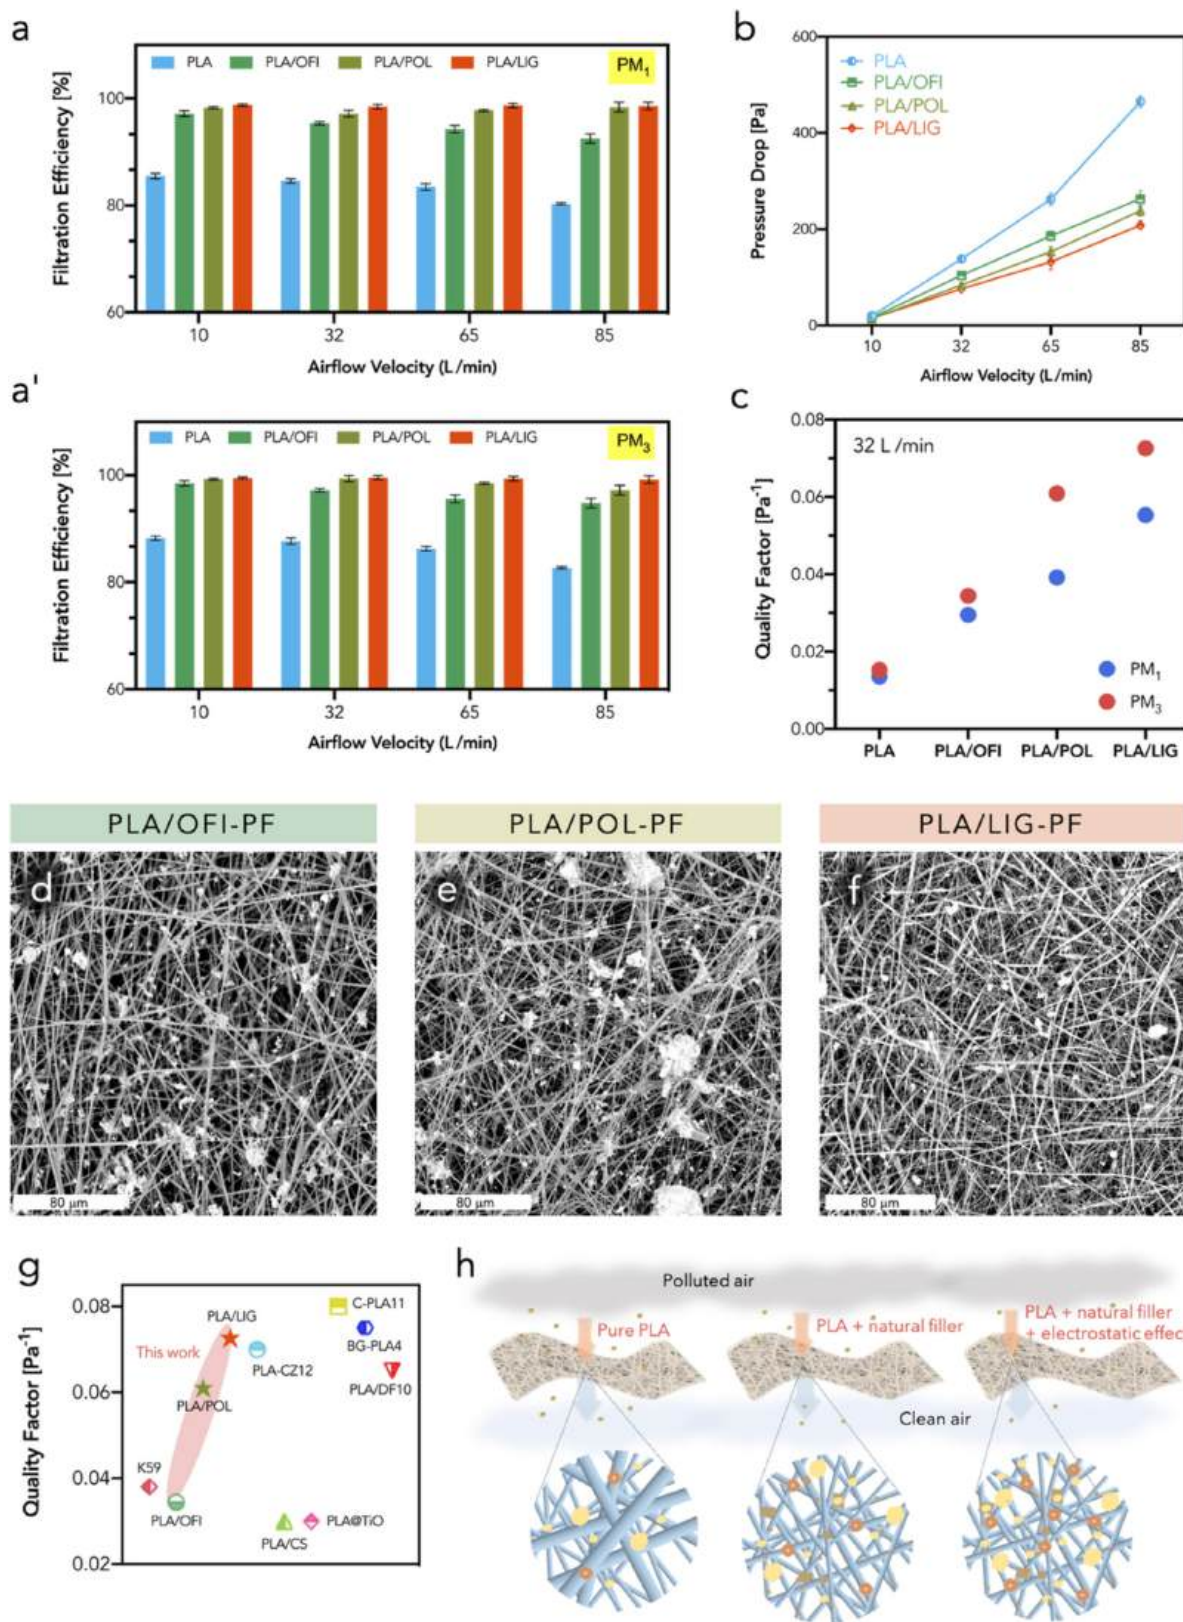 a
PLA PLA/OFI PLA/POL PLA/LIG PM1
Filtration Efficiency [%]
100
80
60
10 32 65 85
Airflow Velocity (L/min)
b
600
400
200
0
Pressure Drop [Pa]
PLA
PLA/OFI
PLA/POL
PLA/LIG
10 32 65 85
Airflow Velocity (L/min)
a'
PLA PLA/OFI PLA/POL PLA/LIG PM3
Filtration Efficiency [%]
100
80
60
10 32 65 85
Airflow Velocity (L/min)
c
0.08
0.06
0.04
0.02
0.00
Quality Factor [Pa-1]
32 L/min
PM1
PM3
PLA PLA/OFI PLA/POL PLA/LIG
PLA/OFI-PF
PLA/POL-PF
PLA/LIG-PF
d
e
f
80 μm
80 μm
80 μm
g
0.08
0.06
0.04
0.02
Quality Factor [Pa-1]
PLA/LIG
This work
PLA/POL
K59
PLA/OFI
PLA-CZ12
C-PLA11
BG-PLA4
PLA/DF10
PLA/CS
PLA@TiO
h
Polluted air
Pure PLA
PLA + natural filler
PLA + natural filler
+ electrostatic effec
Clean air